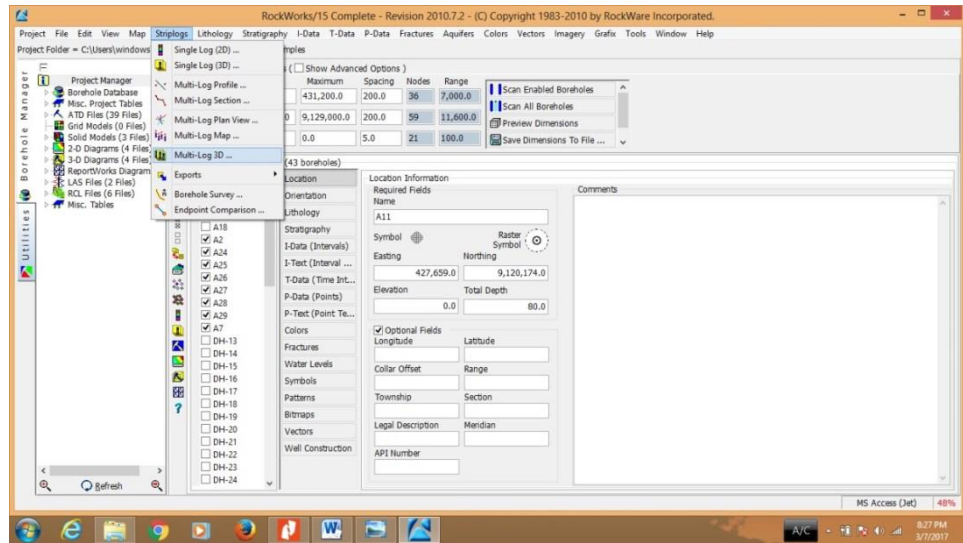 RockWorks/15 Complete - Revision 2010.7.2 - (C) Copyright 1983-2010 by RockWare Incorporated.
Project File Edit View Map Striplogs Lithology Stratigraphy I-Data T-Data P-Data Fractures Aquifers Colors Vectors Imagery Grafix Tools Window Help
Project Folder = C:\Users\windows
Single Log (2D) ...
Single Log (3D) ...
Multi-Log Profile ...
Multi-Log Section ...
Multi-Log Plan View ...
Multi-Log Map ...
Multi-Log 3D ...
Exports
Borehole Survey ...
Endpoint Comparison ...
Borehole Manager
Utilities
Project Manager
Borehole Database
Misc. Project Tables
ATD Files (39 Files)
Grid Models (0 Files)
Solid Models (3 Files)
2-D Diagrams (4 Files)
3-D Diagrams (4 Files)
ReportWorks Diagram
LAS Files (2 Files)
RCL Files (6 Files)
Misc. Tables
Refresh
( Show Advanced Options )
Maximum Spacing Nodes Range
431,200.0 200.0 36 7,000.0
0 9,129,000.0 200.0 59 11,600.0
0.0 5.0 21 100.0
Scan Enabled Boreholes
Scan All Boreholes
Preview Dimensions
Save Dimensions To File ...
(43 boreholes)
A18
A2
A24
A25
A26
A27
A28
A29
A7
DH-13
DH-14
DH-15
DH-16
DH-17
DH-18
DH-19
DH-20
DH-21
DH-22
DH-23
DH-24
Location
Orientation
Lithology
Stratigraphy
I-Data (Intervals)
I-Text (Interval ...
T-Data (Time Int...
P-Data (Points)
P-Text (Point Te...
Colors
Fractures
Water Levels
Symbols
Patterns
Bitmaps
Vectors
Well Construction
Location Information
Required Fields
Name
A11
Symbol Raster Symbol
Easting Northing
427,659.0 9,120,174.0
Elevation Total Depth
0.0 80.0
Optional Fields
Longitude Latitude
Collar Offset Range
Township Section
Legal Description Meridian
API Number
Comments
MS Access (Jet) 48%
A/C
8:27 PM
3/7/2017